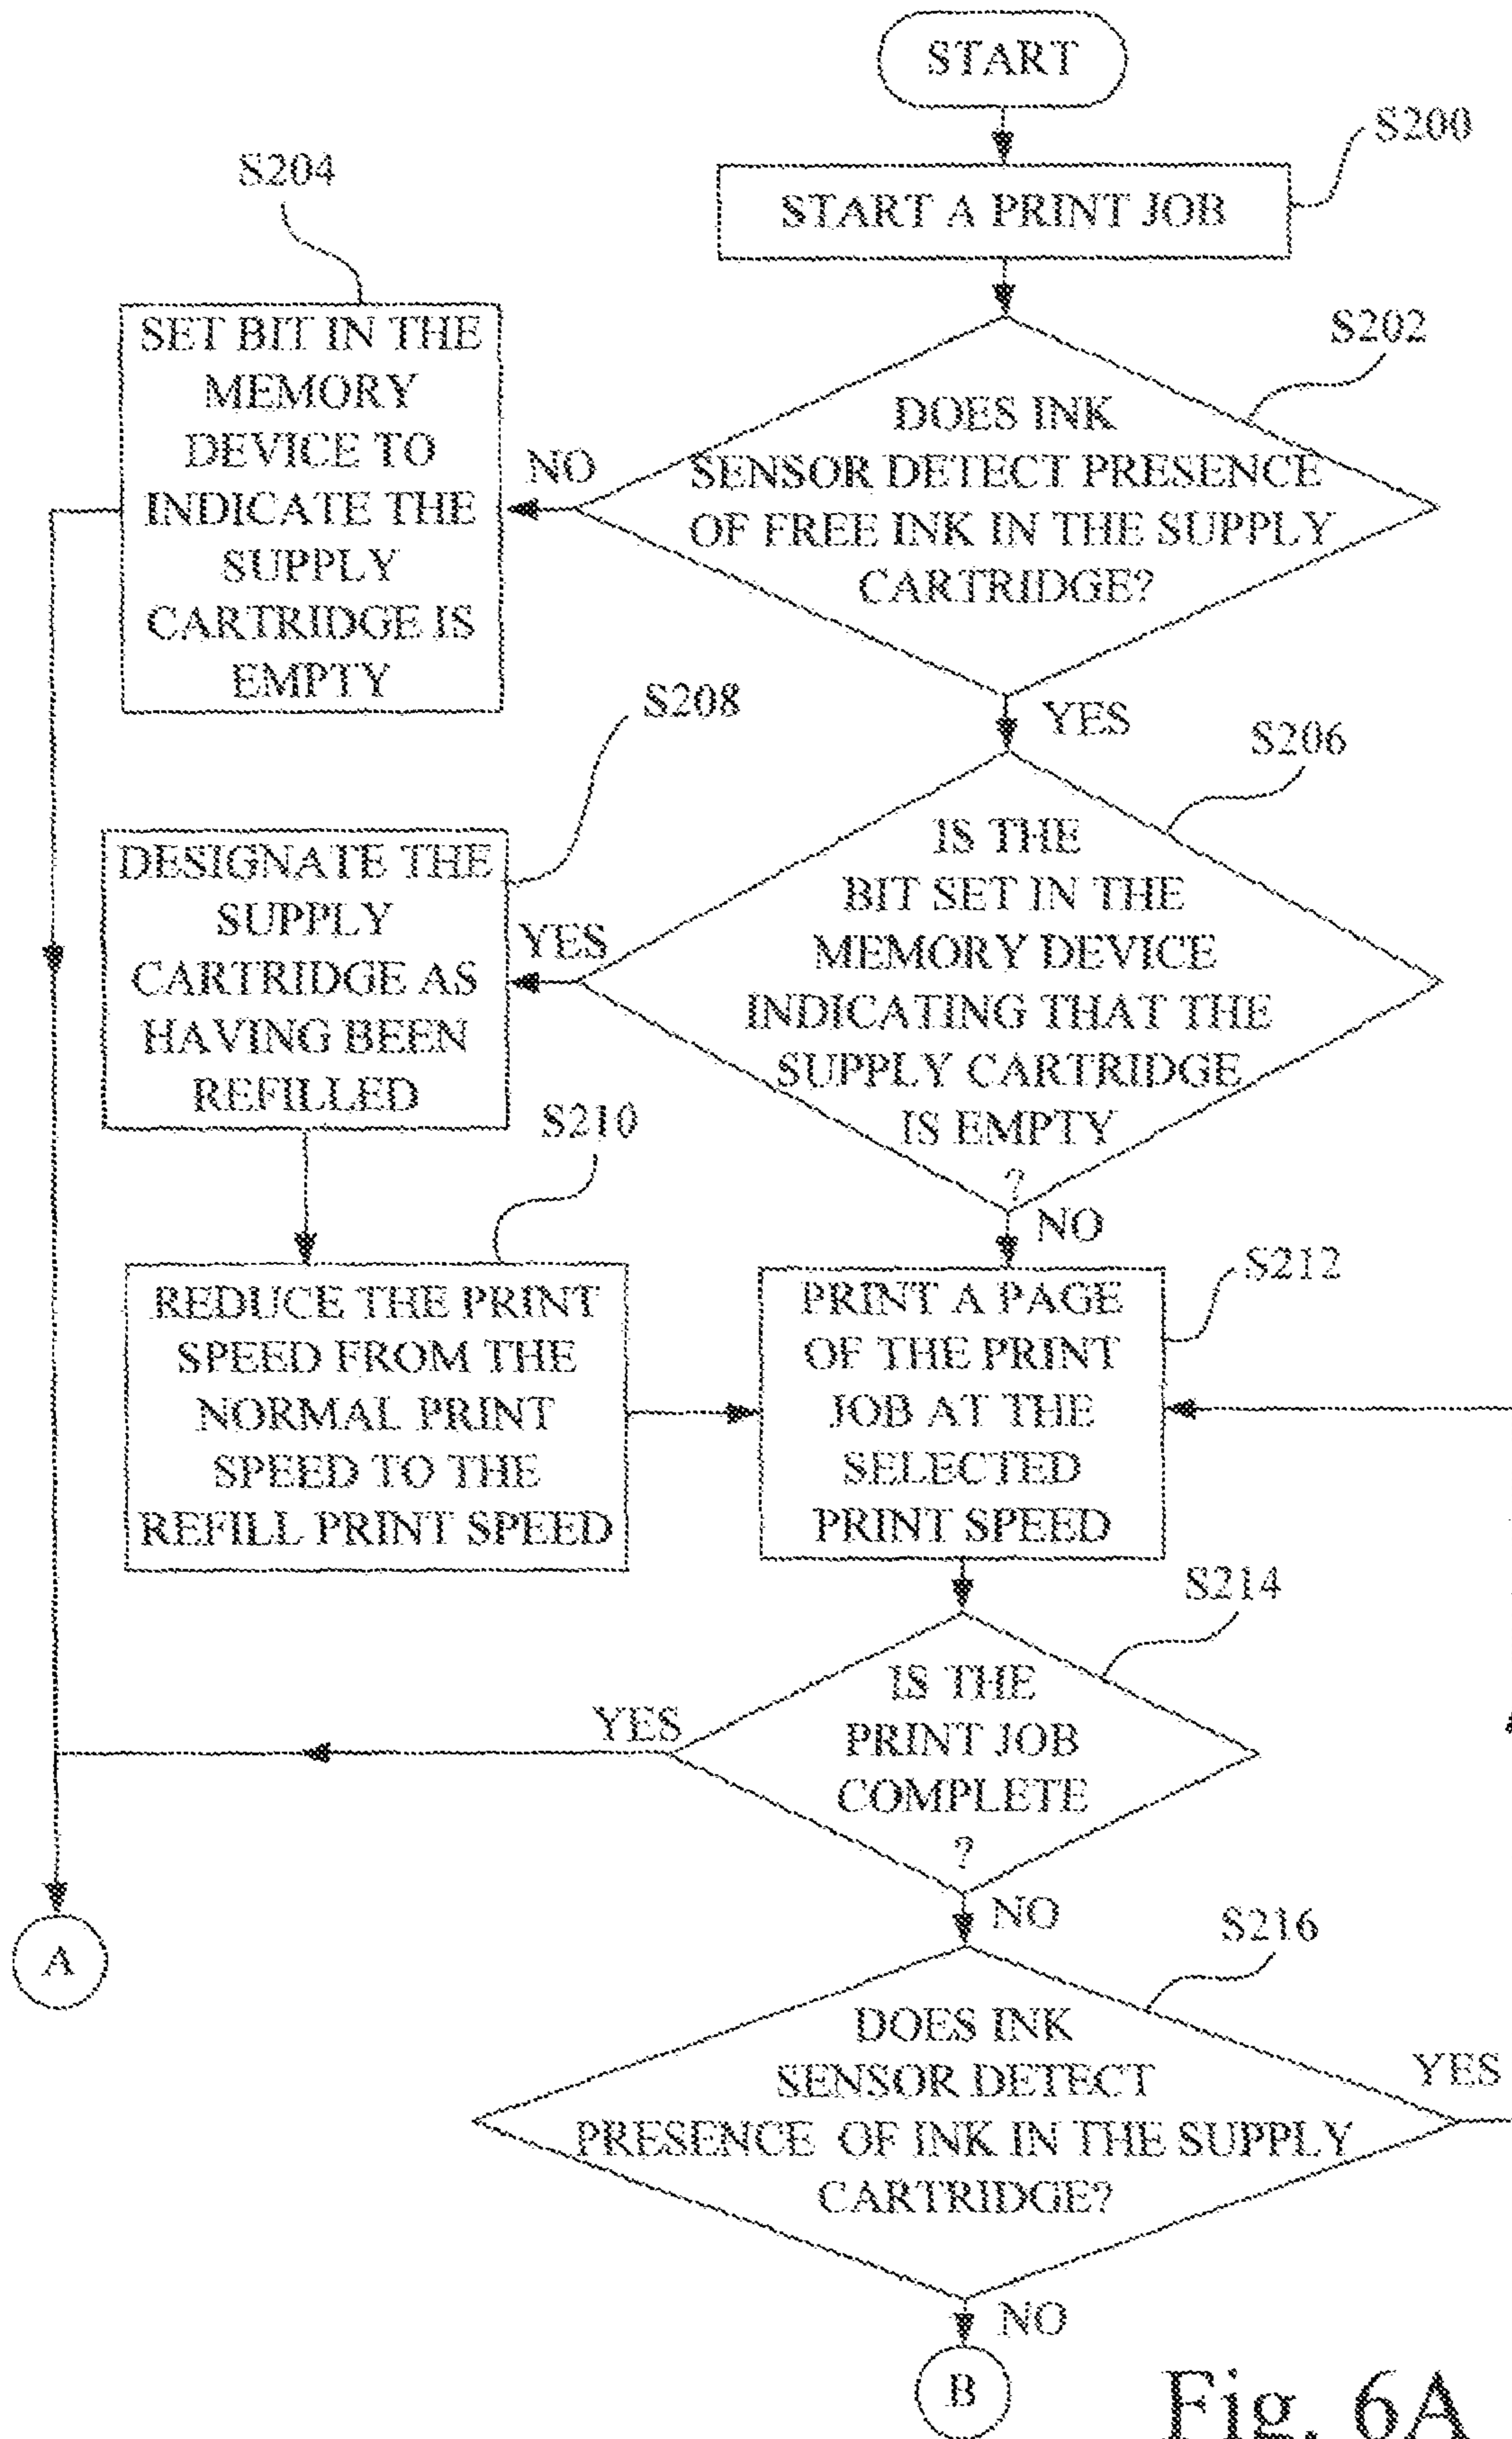 START
S200
START A PRINT JOB
S204
SET BIT IN THE
MEMORY
DEVICE TO
INDICATE THE
SUPPLY
CARTRIDGE IS
EMPTY
S202
DOES INK
SENSOR DETECT PRESENCE
OF FREE INK IN THE SUPPLY
CARTRIDGE?
NO
YES
S208
S206
DESIGNATE THE
SUPPLY
CARTRIDGE AS
HAVING BEEN
REFILLED
YES
IS THE
BIT SET IN THE
MEMORY DEVICE
INDICATING THAT THE
SUPPLY CARTRIDGE
IS EMPTY
?
NO
S210
REDUCE THE PRINT
SPEED FROM THE
NORMAL PRINT
SPEED TO THE
REFILL PRINT SPEED
S212
PRINT A PAGE
OF THE PRINT
JOB AT THE
SELECTED
PRINT SPEED
S214
IS THE
PRINT JOB
COMPLETE
?
YES
NO
A
S216
DOES INK
SENSOR DETECT
PRESENCE OF INK IN THE SUPPLY
CARTRIDGE?
YES
NO
B
Fig. 6A